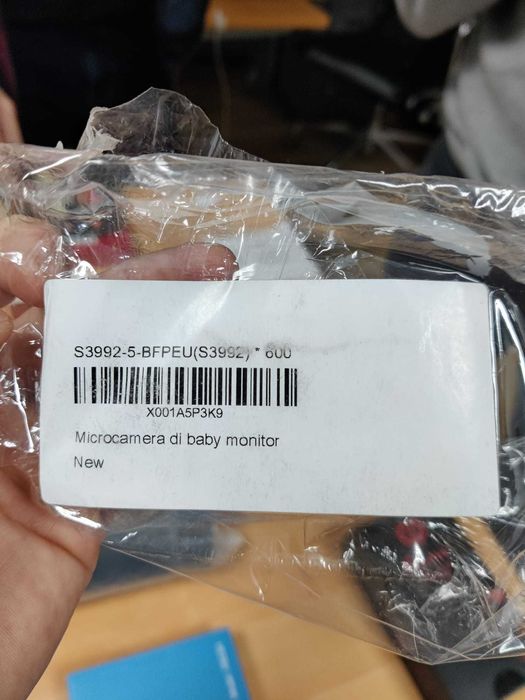 S3992-5-BFPEU(S3992) * 600
X001A5P3K9
Microcamera di baby monitor
New